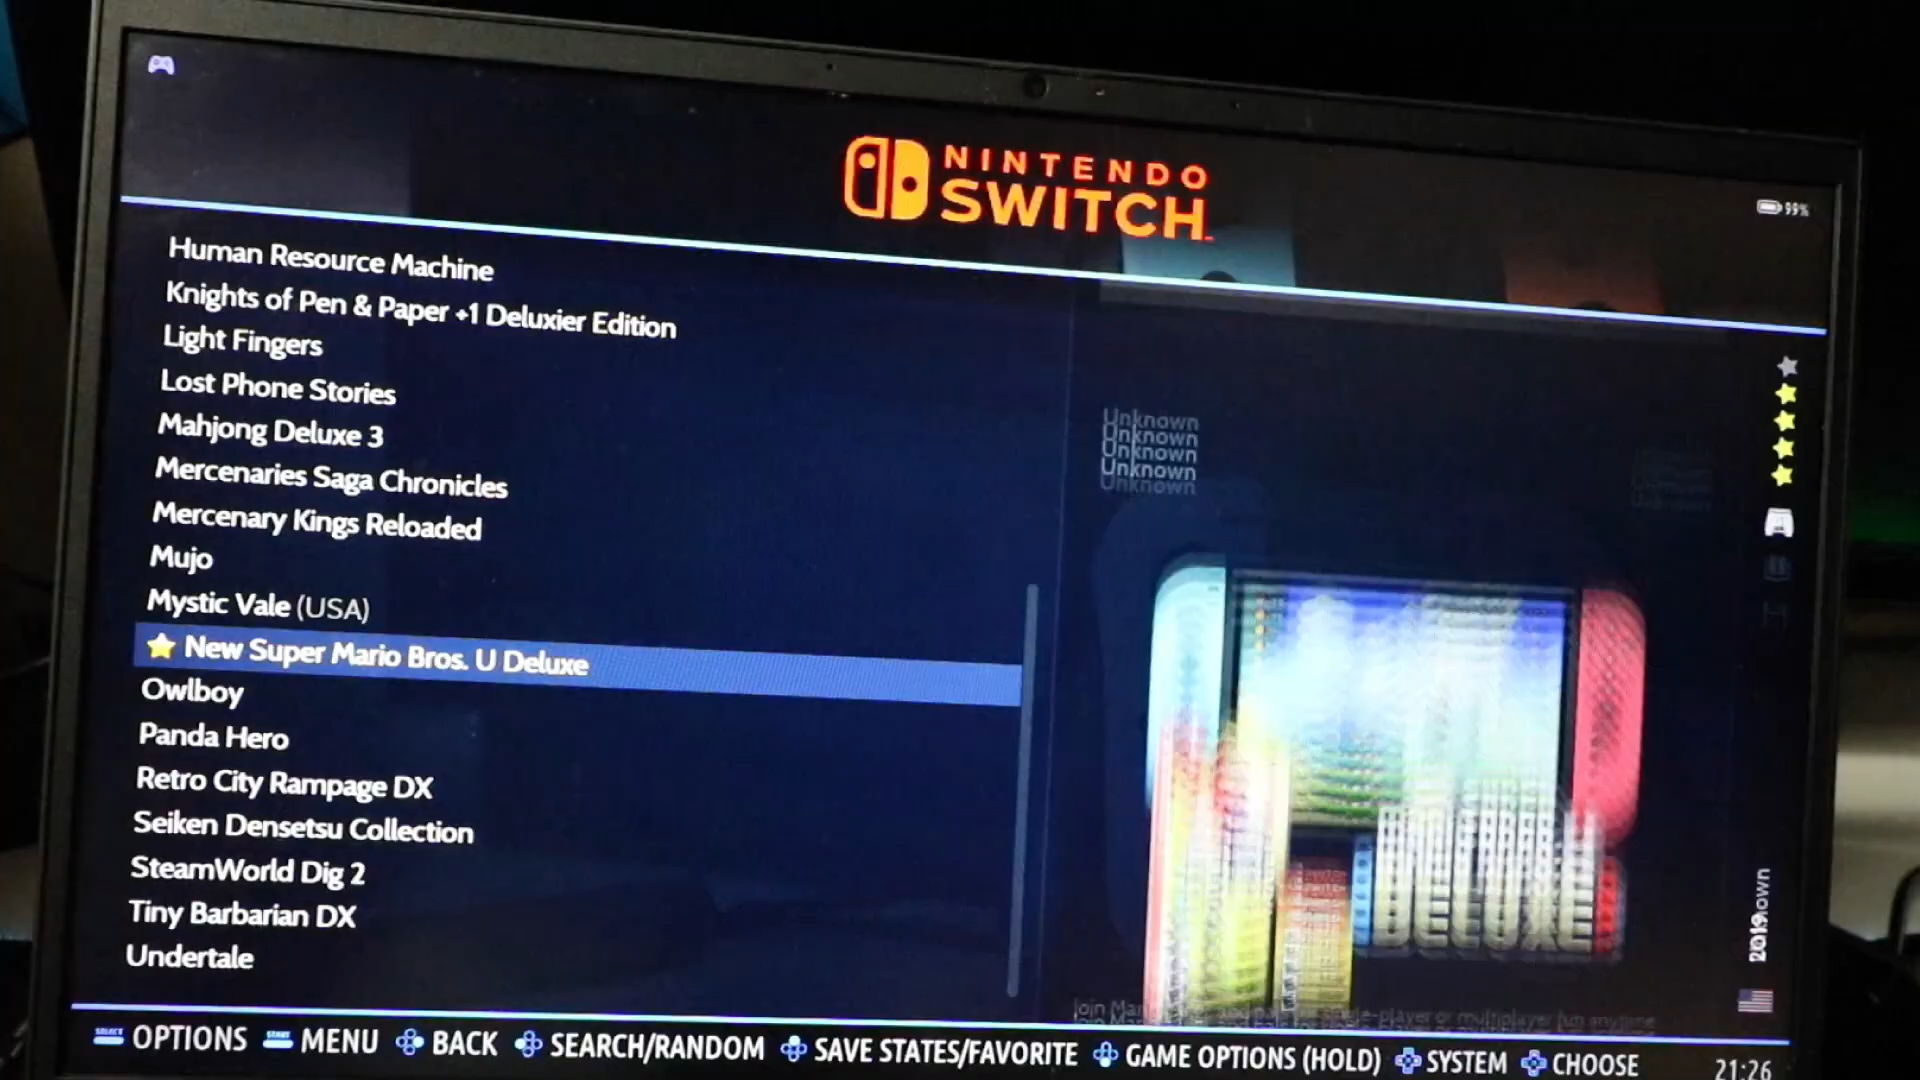 NINTENDO
SWITCH
99%
Human Resource Machine
Knights of Pen & Paper +1 Deluxier Edition
Light Fingers
Lost Phone Stories
Mahjong Deluxe 3
Mercenaries Saga Chronicles
Mercenary Kings Reloaded
Mujo
Mystic Vale (USA)
New Super Mario Bros. U Deluxe
Owlboy
Panda Hero
Retro City Rampage DX
Seiken Densetsu Collection
SteamWorld Dig 2
Tiny Barbarian DX
Undertale
Unknown
Unknown
Unknown
Unknown
Unknown
DELUXE
2019
SELECT OPTIONS START MENU BACK SEARCH/RANDOM SAVE STATES/FAVORITE GAME OPTIONS (HOLD) SYSTEM CHOOSE
21:26